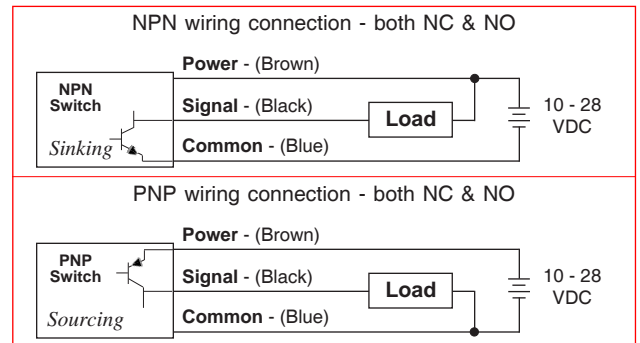 NPN wiring connection - both NC & NO
Power - (Brown)
NPN
Switch
Signal - (Black)
Load
10 - 28
VDC
Sinking
Common - (Blue)
PNP wiring connection - both NC & NO
Power - (Brown)
PNP
Switch
Signal - (Black)
Load
10 - 28
VDC
Sourcing
Common - (Blue)